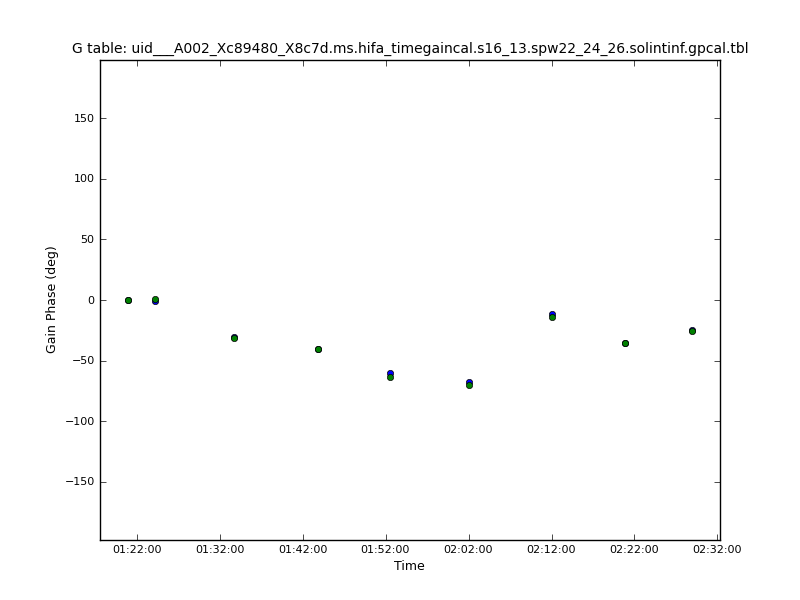 G table: uid___A002_Xc89480_X8c7d.ms.hifa_timegaincal.s16_13.spw22_24_26.solintinf.gpcal.tbl
150
100
50
0
−50
−100
−150
Gain Phase (deg)
01:22:00 01:32:00 01:42:00 01:52:00 02:02:00 02:12:00 02:22:00 02:32:00
Time